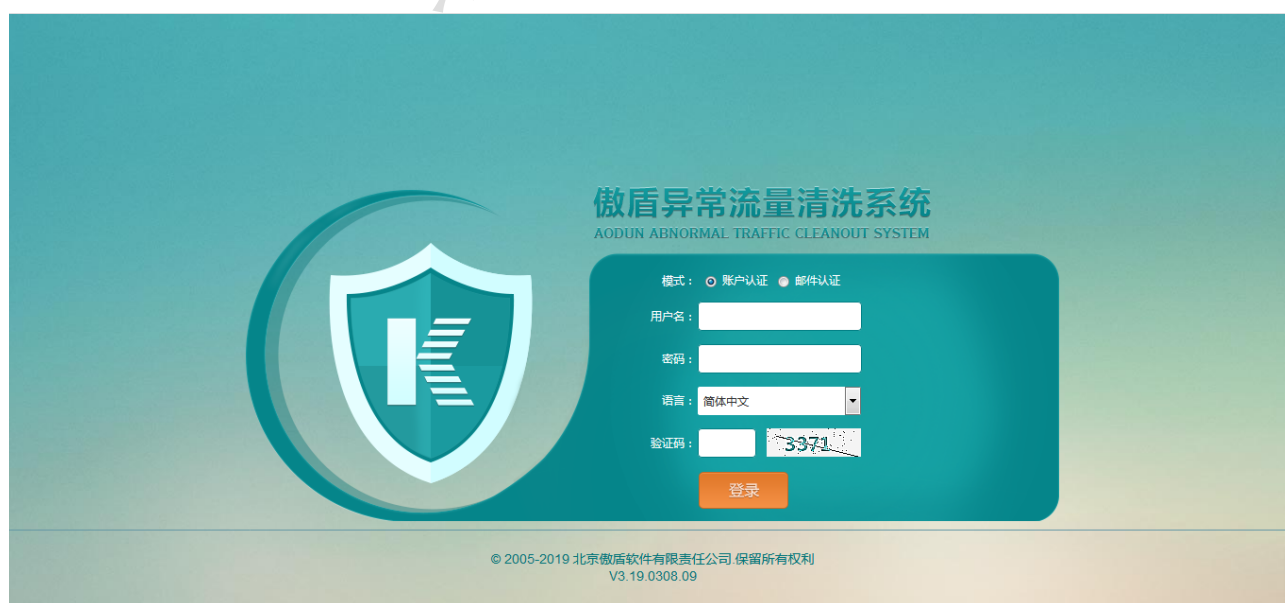 傲盾异常流量清洗系统
AODUN ABNORMAL TRAFFIC CLEANOUT SYSTEM
K
模式： 账户认证 邮件认证
用户名：
密码：
语言： 简体中文
验证码： 3371
登录
© 2005-2019 北京傲盾软件有限责任公司.保留所有权利
V3.19.0308.09